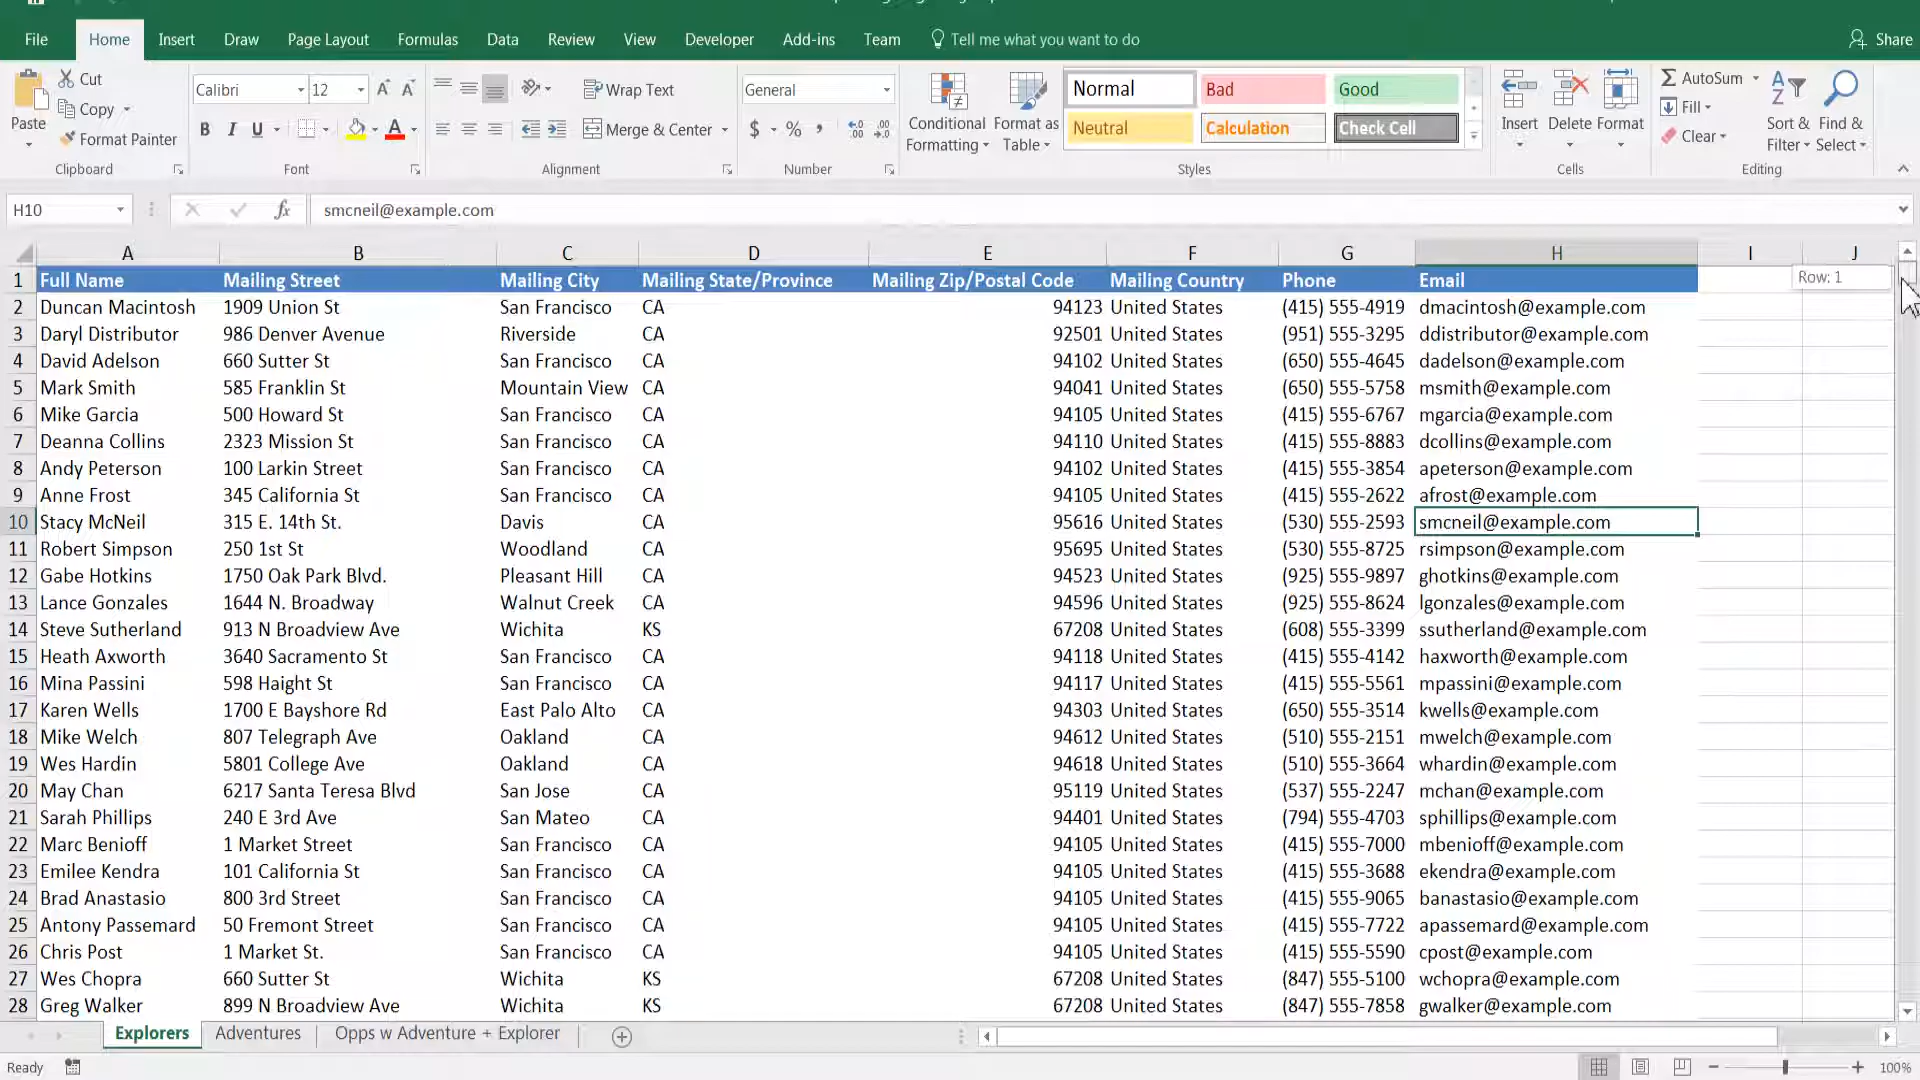 File Home Insert Draw Page Layout Formulas Data Review View Developer Add-ins Team Tell me what you want to do Share
Paste Cut Copy Format Painter Clipboard
Calibri 12 B I U Font
Wrap Text Merge & Center Alignment
General $ % , Number
Conditional Formatting Format as Table Normal Bad Good Neutral Calculation Check Cell Styles
Insert Delete Format Cells
AutoSum Fill Clear Sort & Filter Find & Select Editing
H10 fx smcneil@example.com
A B C D E F G H I J
1 Full Name Mailing Street Mailing City Mailing State/Province Mailing Zip/Postal Code Mailing Country Phone Email Row: 1
2 Duncan Macintosh 1909 Union St San Francisco CA 94123 United States (415) 555-4919 dmacintosh@example.com
3 Daryl Distributor 986 Denver Avenue Riverside CA 92501 United States (951) 555-3295 ddistributor@example.com
4 David Adelson 660 Sutter St San Francisco CA 94102 United States (650) 555-4645 dadelson@example.com
5 Mark Smith 585 Franklin St Mountain View CA 94041 United States (650) 555-5758 msmith@example.com
6 Mike Garcia 500 Howard St San Francisco CA 94105 United States (415) 555-6767 mgarcia@example.com
7 Deanna Collins 2323 Mission St San Francisco CA 94110 United States (415) 555-8883 dcollins@example.com
8 Andy Peterson 100 Larkin Street San Francisco CA 94102 United States (415) 555-3854 apeterson@example.com
9 Anne Frost 345 California St San Francisco CA 94105 United States (415) 555-2622 afrost@example.com
10 Stacy McNeil 315 E. 14th St. Davis CA 95616 United States (530) 555-2593 smcneil@example.com
11 Robert Simpson 250 1st St Woodland CA 95695 United States (530) 555-8725 rsimpson@example.com
12 Gabe Hotkins 1750 Oak Park Blvd. Pleasant Hill CA 94523 United States (925) 555-9897 ghotkins@example.com
13 Lance Gonzales 1644 N. Broadway Walnut Creek CA 94596 United States (925) 555-8624 lgonzales@example.com
14 Steve Sutherland 913 N Broadview Ave Wichita KS 67208 United States (608) 555-3399 ssutherland@example.com
15 Heath Axworth 3640 Sacramento St San Francisco CA 94118 United States (415) 555-4142 haxworth@example.com
16 Mina Passini 598 Haight St San Francisco CA 94117 United States (415) 555-5561 mpassini@example.com
17 Karen Wells 1700 E Bayshore Rd East Palo Alto CA 94303 United States (650) 555-3514 kwells@example.com
18 Mike Welch 807 Telegraph Ave Oakland CA 94612 United States (510) 555-2151 mwelch@example.com
19 Wes Hardin 5801 College Ave Oakland CA 94618 United States (510) 555-3664 whardin@example.com
20 May Chan 6217 Santa Teresa Blvd San Jose CA 95119 United States (537) 555-2247 mchan@example.com
21 Sarah Phillips 240 E 3rd Ave San Mateo CA 94401 United States (794) 555-4703 sphillips@example.com
22 Marc Benioff 1 Market Street San Francisco CA 94105 United States (415) 555-7000 mbenioff@example.com
23 Emilee Kendra 101 California St San Francisco CA 94105 United States (415) 555-3688 ekendra@example.com
24 Brad Anastasio 800 3rd Street San Francisco CA 94105 United States (415) 555-9065 banastasio@example.com
25 Antony Passemard 50 Fremont Street San Francisco CA 94105 United States (415) 555-7722 apassemard@example.com
26 Chris Post 1 Market St. San Francisco CA 94105 United States (415) 555-5590 cpost@example.com
27 Wes Chopra 660 Sutter St Wichita KS 67208 United States (847) 555-5100 wchopra@example.com
28 Greg Walker 899 N Broadview Ave Wichita KS 67208 United States (847) 555-7858 gwalker@example.com
Explorers Adventures Opps w Adventure + Explorer
Ready 100%